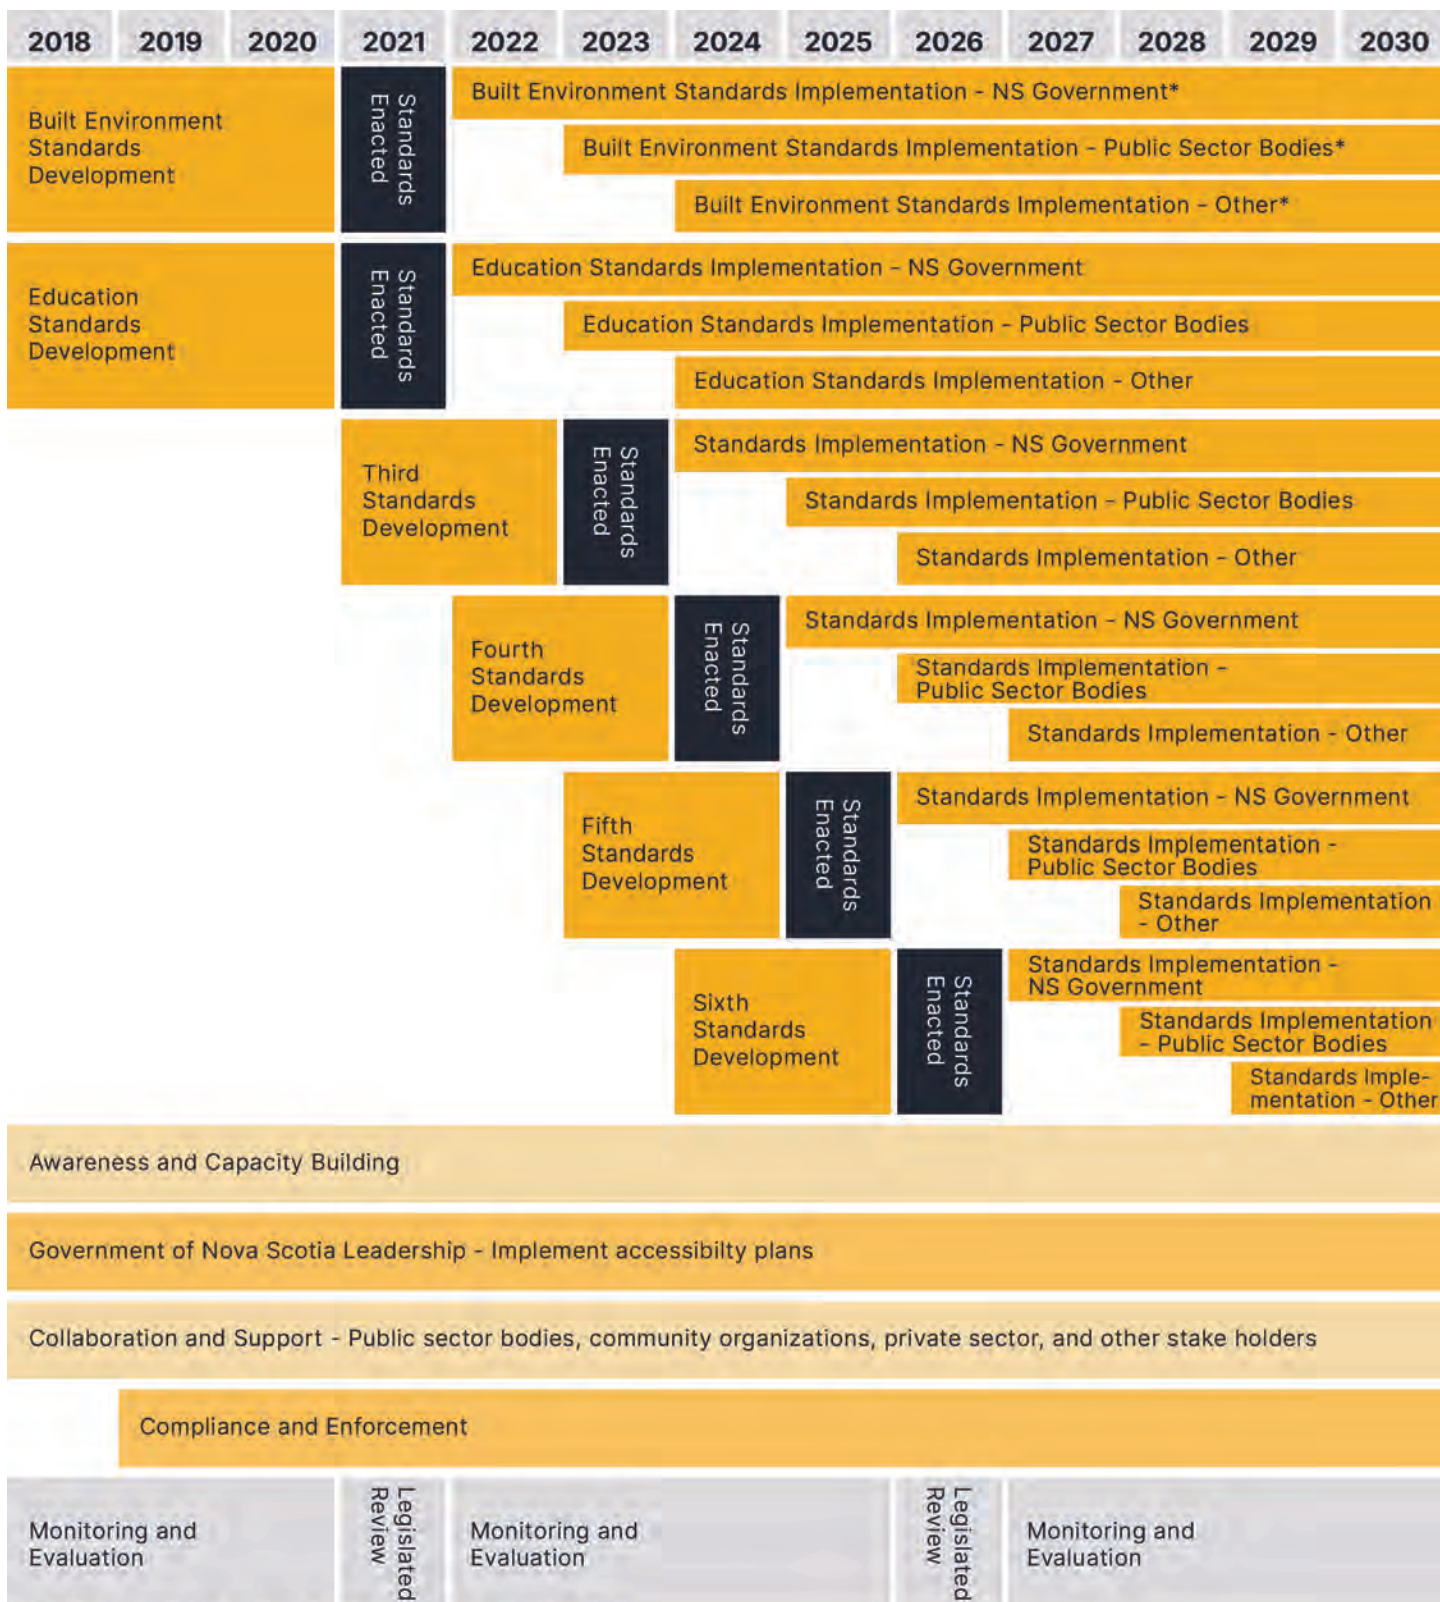 2018 2019 2020 2021 2022 2023 2024 2025 2026 2027 2028 2029 2030
Built Environment
Standards
Development
Standards
Enacted
Built Environment Standards Implementation - NS Government*
Built Environment Standards Implementation - Public Sector Bodies*
Built Environment Standards Implementation - Other*
Education
Standards
Development
Standards
Enacted
Education Standards Implementation - NS Government
Education Standards Implementation - Public Sector Bodies
Education Standards Implementation - Other
Third
Standards
Development
Standards
Enacted
Standards Implementation - NS Government
Standards Implementation - Public Sector Bodies
Standards Implementation - Other
Fourth
Standards
Development
Standards
Enacted
Standards Implementation - NS Government
Standards Implementation -
Public Sector Bodies
Standards Implementation - Other
Fifth
Standards
Development
Standards
Enacted
Standards Implementation - NS Government
Standards Implementation -
Public Sector Bodies
Standards Implementation
- Other
Sixth
Standards
Development
Standards
Enacted
Standards Implementation -
NS Government
Standards Implementation
- Public Sector Bodies
Standards Imple-
mentation - Other
Awareness and Capacity Building
Government of Nova Scotia Leadership - Implement accessibilty plans
Collaboration and Support - Public sector bodies, community organizations, private sector, and other stake holders
Compliance and Enforcement
Monitoring and
Evaluation
Legislated
Review
Monitoring and
Evaluation
Legislated
Review
Monitoring and
Evaluation